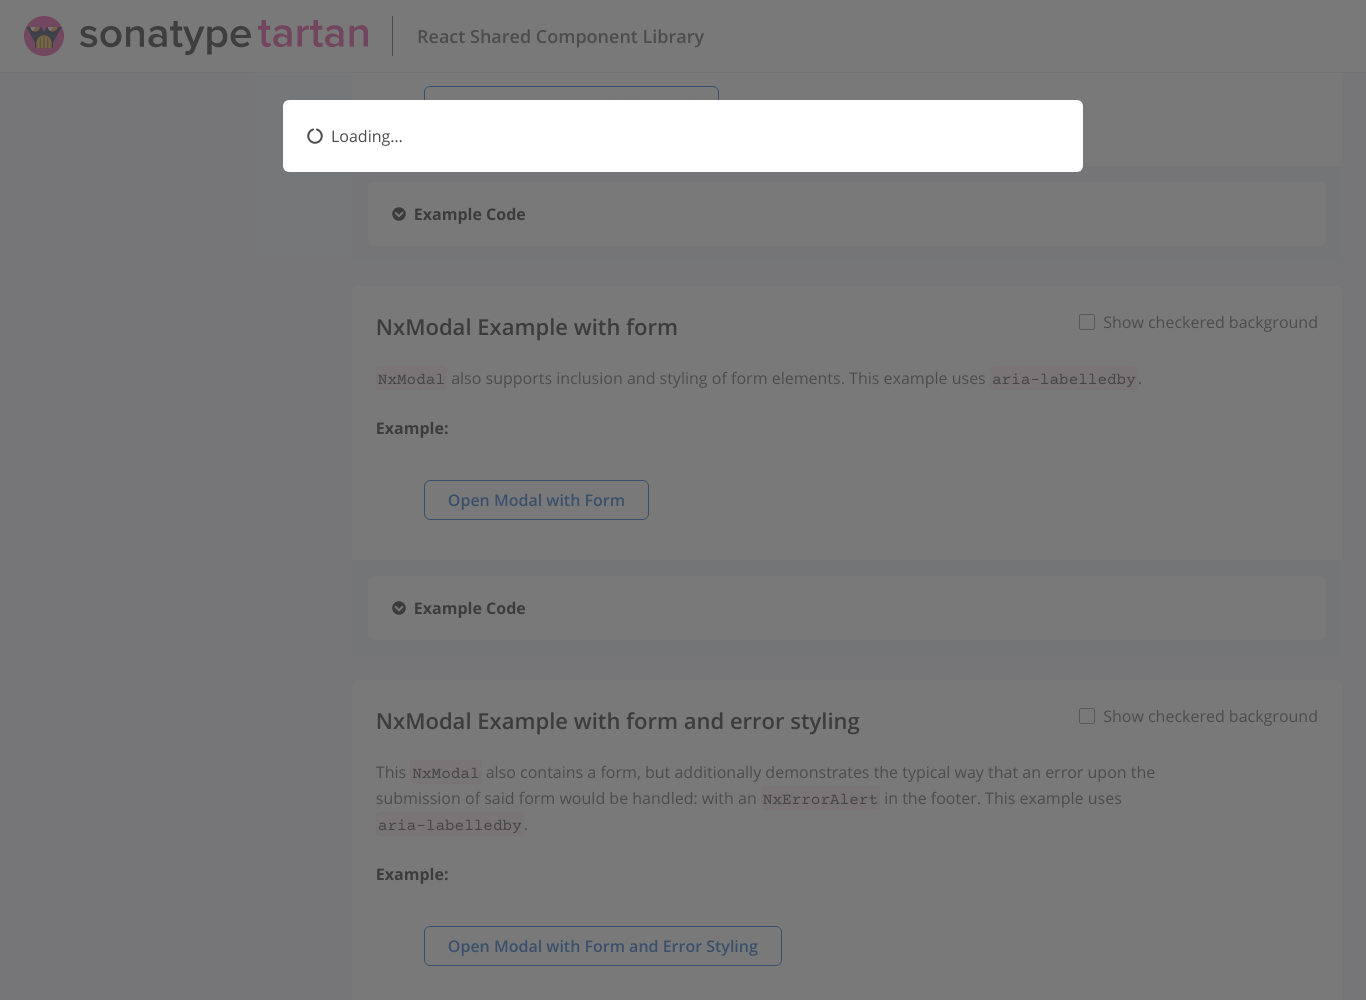 sonatype tartan
React Shared Component Library
Loading…
Example Code
NxModal Example with form
Show checkered background
NxModal also supports inclusion and styling of form elements. This example uses aria-labelledby.
Example:
Open Modal with Form
Example Code
NxModal Example with form and error styling
Show checkered background
This NxModal also contains a form, but additionally demonstrates the typical way that an error upon the
submission of said form would be handled: with an NxErrorAlert in the footer. This example uses
aria-labelledby.
Example:
Open Modal with Form and Error Styling